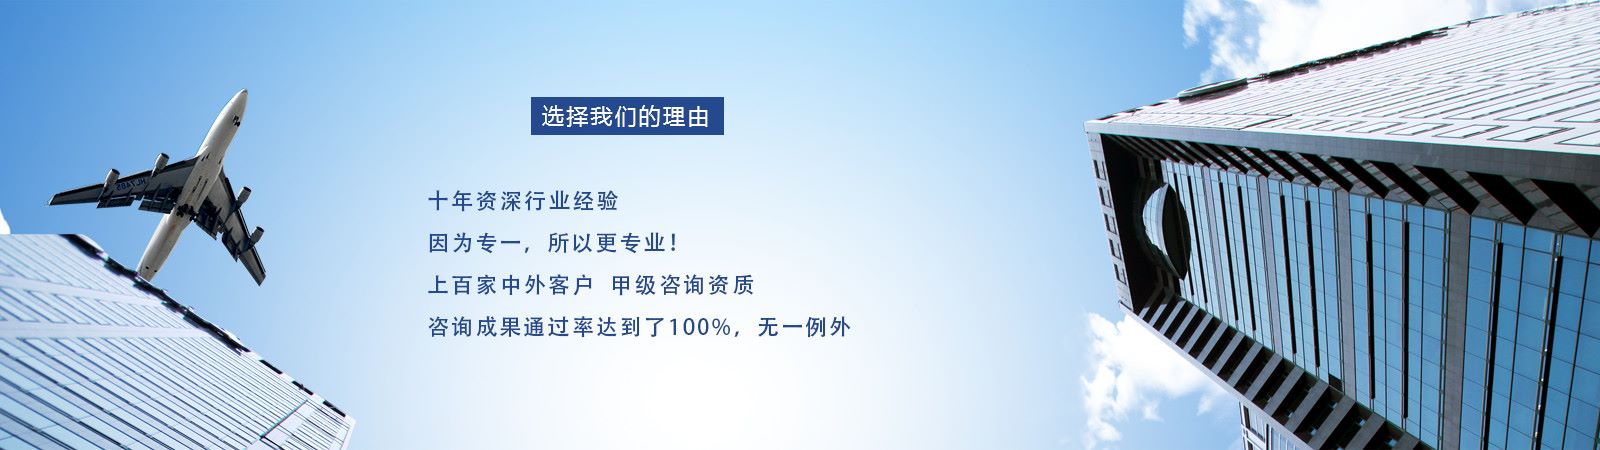 选择我们的理由
十年资深行业经验
因为专一，所以更专业！
上百家中外客户 甲级咨询资质
咨询成果通过率达到了100%，无一例外
HL7405